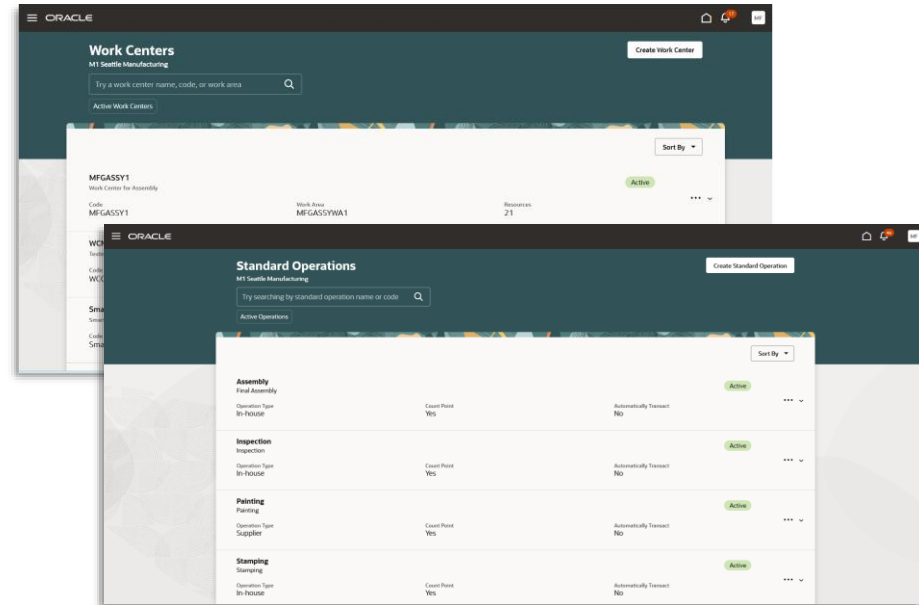 ORACLE
17
MF
Work Centers
M1 Seattle Manufacturing
Create Work Center
Try a work center name, code, or work area
Active Work Centers
Sort By
MFGASSY1
Work Center for Assembly
Active
Code
Work Area
Resources
MFGASSY1
MFGASSYWA1
21
Code
Code
ORACLE
MF
Standard Operations
M1 Seattle Manufacturing
Create Standard Operation
Try searching by standard operation name or code
Active Operations
Sort By
Assembly
Final Assembly
Active
Operation Type
Count Point
Automatically Transact
In-house
Yes
No
Inspection
Inspection
Active
Operation Type
Count Point
Automatically Transact
In-house
Yes
No
Painting
Painting
Active
Operation Type
Count Point
Automatically Transact
Supplier
Yes
No
Stamping
Stamping
Active
Operation Type
Count Point
Automatically Transact
In-house
Yes
No